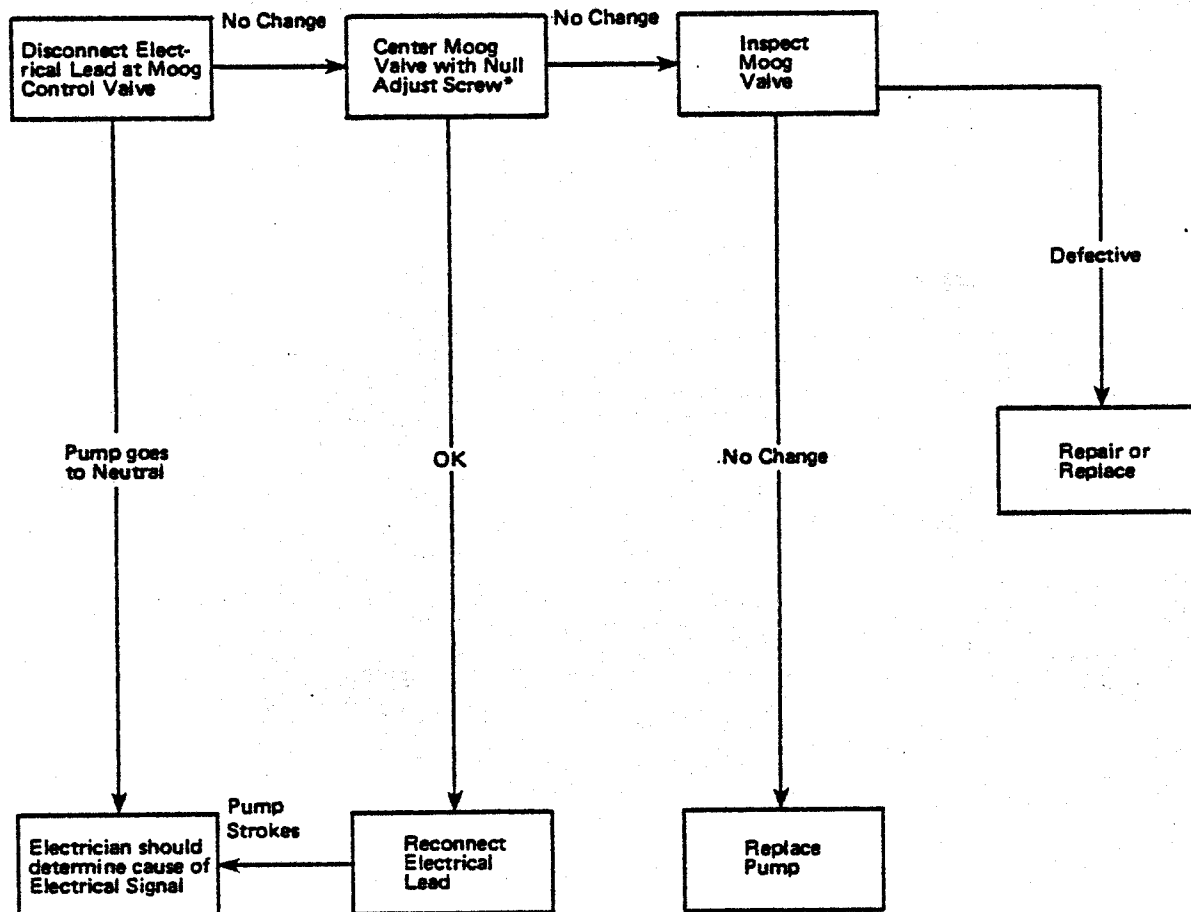 No Change
No Change
Disconnect Elect-
rical Lead at Moog
Control Valve
Center Moog
Valve with Null
Adjust Screw*
Inspect
Moog
Valve
Defective
Pump goes
to Neutral
OK
.No Change
Repair or
Replace
Pump
Strokes
Electrician should
determine cause of
Electrical Signal
Reconnect
Electrical
Lead
Replace
Pump